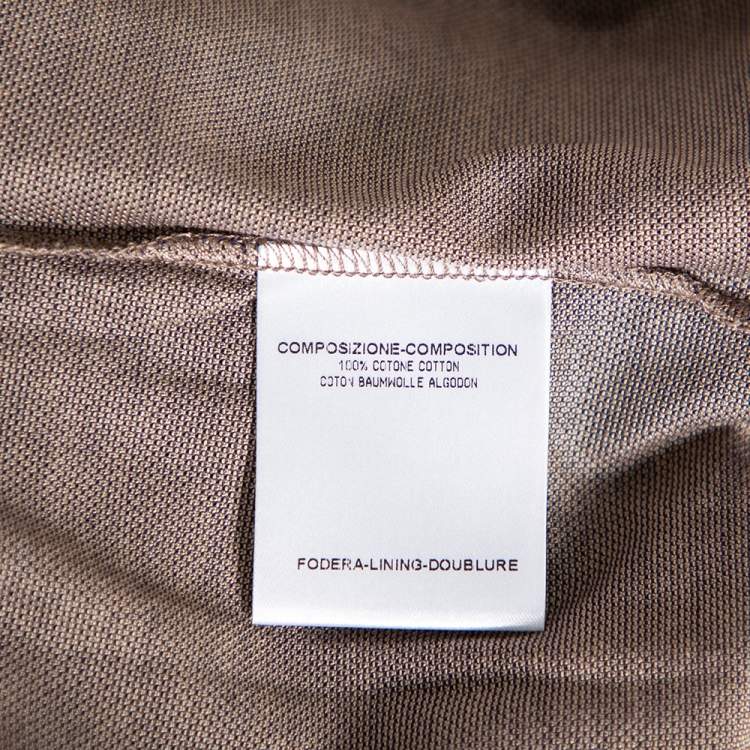 COMPOSIZIONE-COMPOSITION
100% COTONE COTTON
COTON BAUMWOLLE ALGODON
FODERA-LINING-DOUBLURE